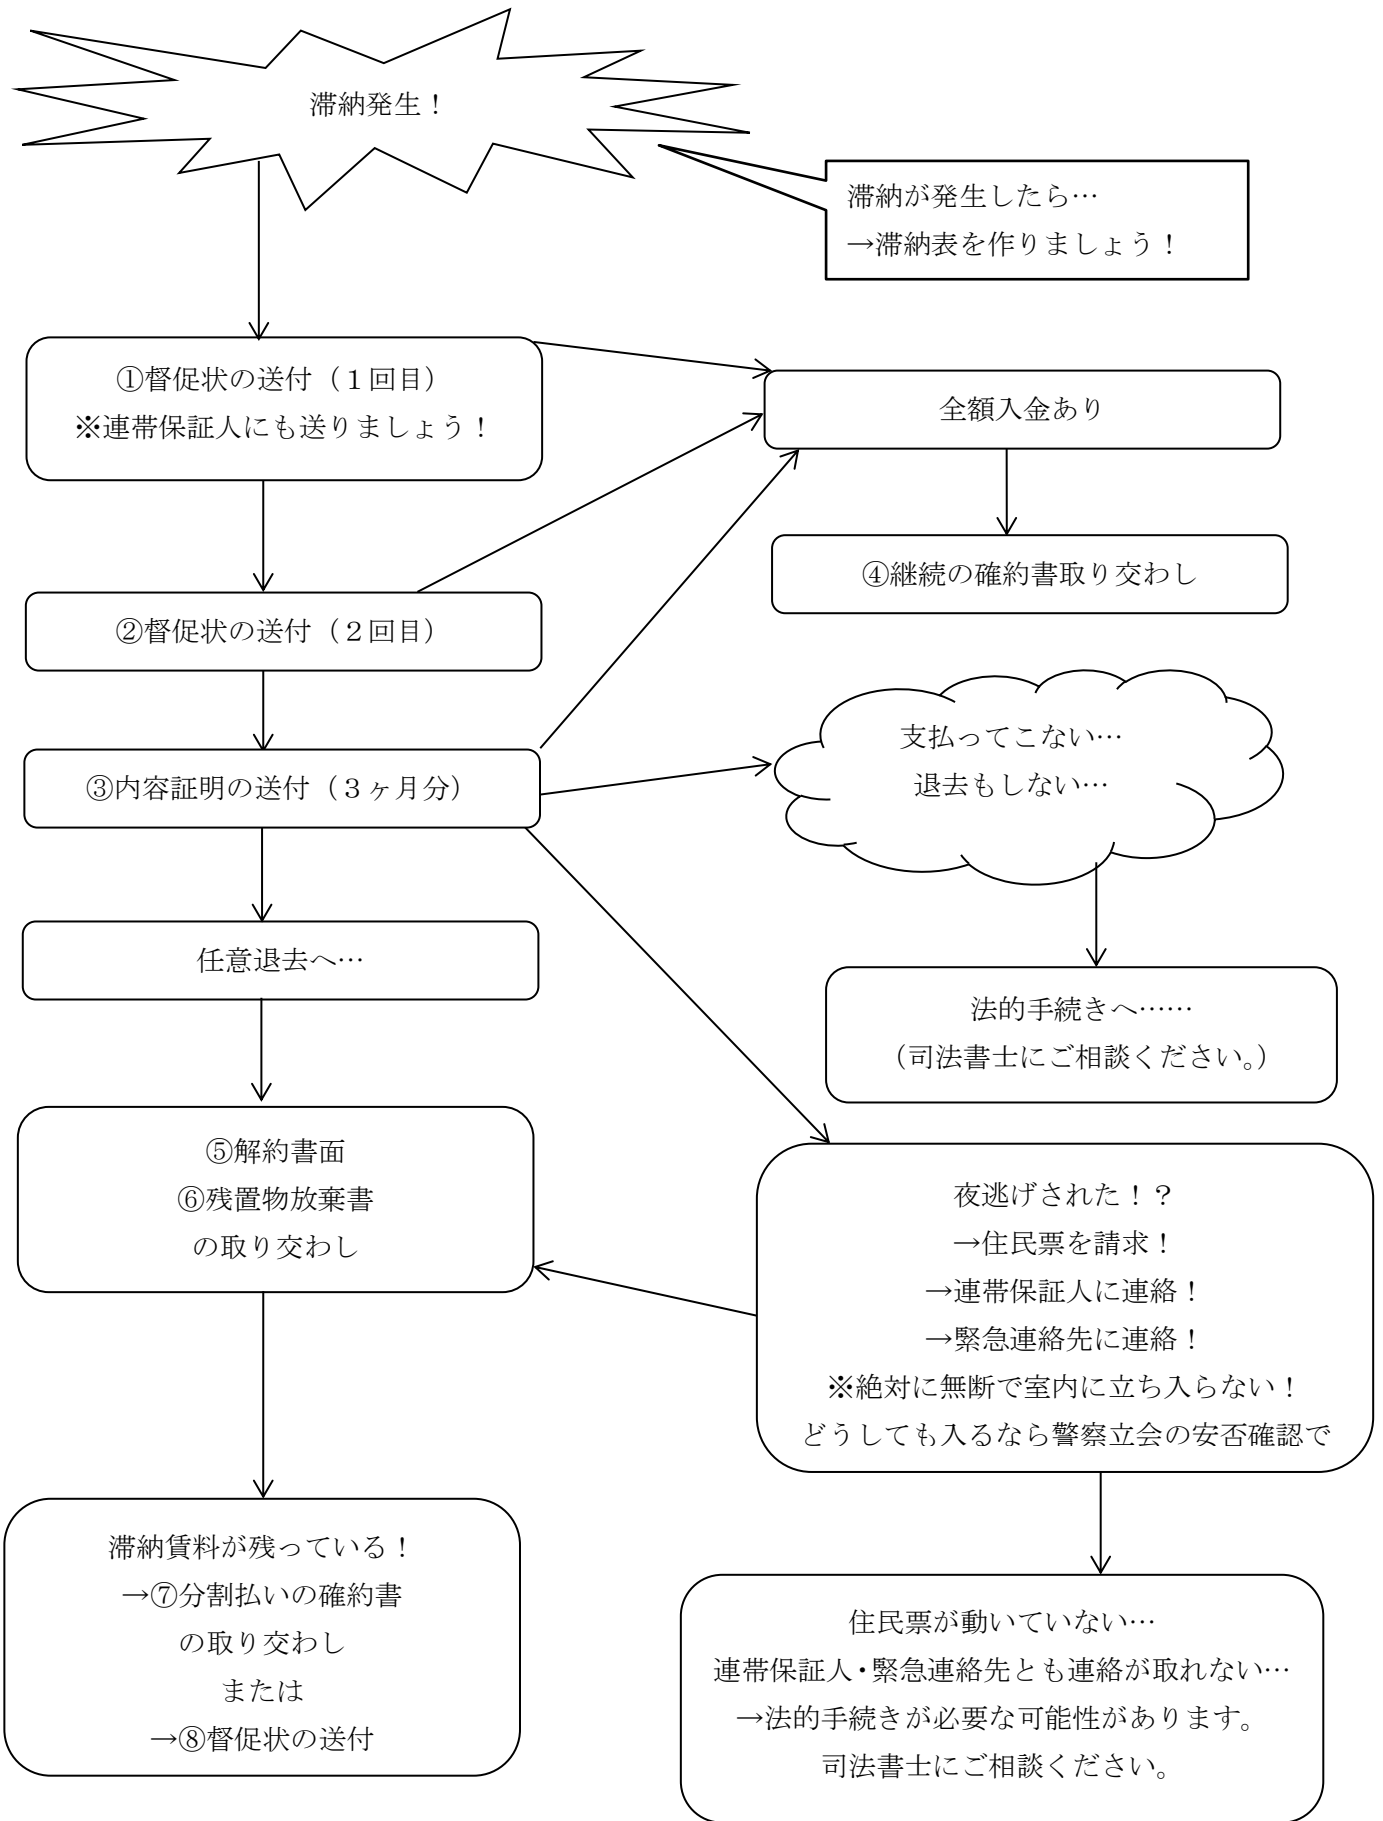 滞納発生！
滞納が発生したら…
→滞納表を作りましょう！
①督促状の送付（１回目）
※連帯保証人にも送りましょう！
全額入金あり
④継続の確約書取り交わし
②督促状の送付（２回目）
③内容証明の送付（３ヶ月分）
支払ってこない…
退去もしない…
任意退去へ…
法的手続きへ……
（司法書士にご相談ください。）
⑤解約書面
⑥残置物放棄書
の取り交わし
夜逃げされた！？
→住民票を請求！
→連帯保証人に連絡！
→緊急連絡先に連絡！
※絶対に無断で室内に立ち入らない！
どうしても入るなら警察立会の安否確認で
滞納賃料が残っている！
→⑦分割払いの確約書
の取り交わし
または
→⑧督促状の送付
住民票が動いていない…
連帯保証人・緊急連絡先とも連絡が取れない…
→法的手続きが必要な可能性があります。
司法書士にご相談ください。